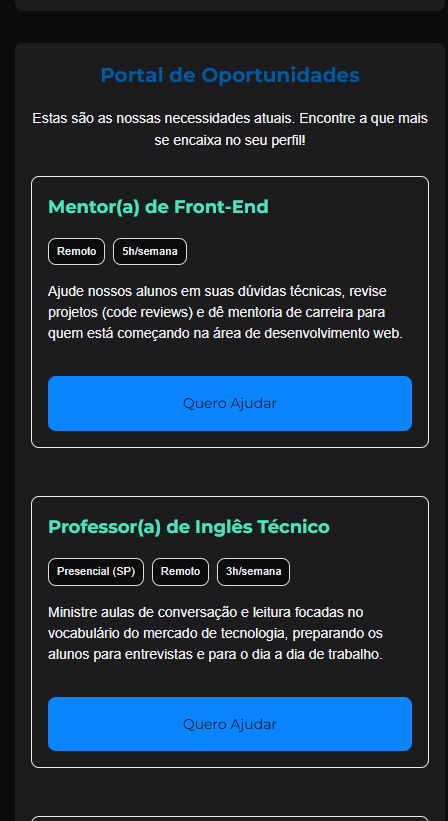 Portal de Oportunidades
Estas são as nossas necessidades atuais. Encontre a que mais
se encaixa no seu perfil!
Mentor(a) de Front-End
Remoto 5h/semana
Ajude nossos alunos em suas dúvidas técnicas, revise
projetos (code reviews) e dê mentoria de carreira para
quem está começando na área de desenvolvimento web.
Quero Ajudar
Professor(a) de Inglês Técnico
Presencial (SP) Remoto 3h/semana
Ministre aulas de conversação e leitura focadas no
vocabulário do mercado de tecnologia, preparando os
alunos para entrevistas e para o dia a dia de trabalho.
Quero Ajudar